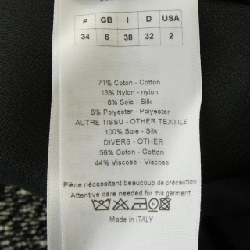 F GB I D USA
34 6 38 32 2
71% Coton - Cotton
13% Nylon - nylon
8% Soie - Silk
8% Polyester - Polyester
AUTRE TISSU - OTHER TEXTILE
100% Soie - Silk
DIVERS - OTHER
56% Coton - Cotton
44% Viscose - Viscose
Pièce nécessitant beaucoup de précaution
Attentive care needed for this garment
Made in ITALY